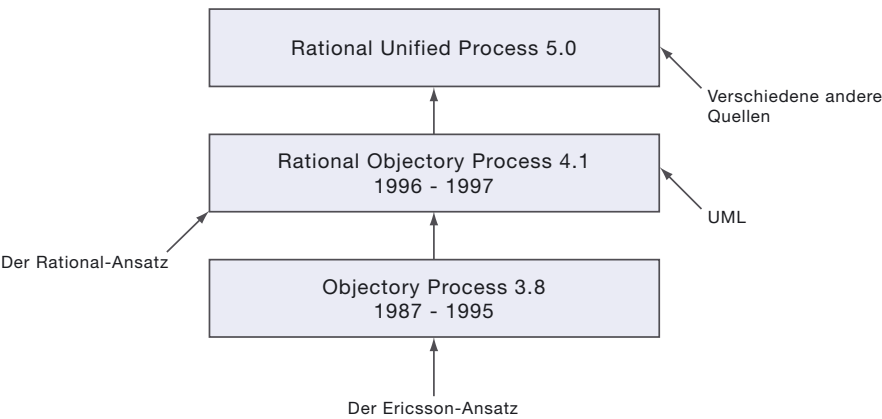 Rational Unified Process 5.0
Verschiedene andere
Quellen
Rational Objectory Process 4.1
1996 - 1997
UML
Der Rational-Ansatz
Objectory Process 3.8
1987 - 1995
Der Ericsson-Ansatz